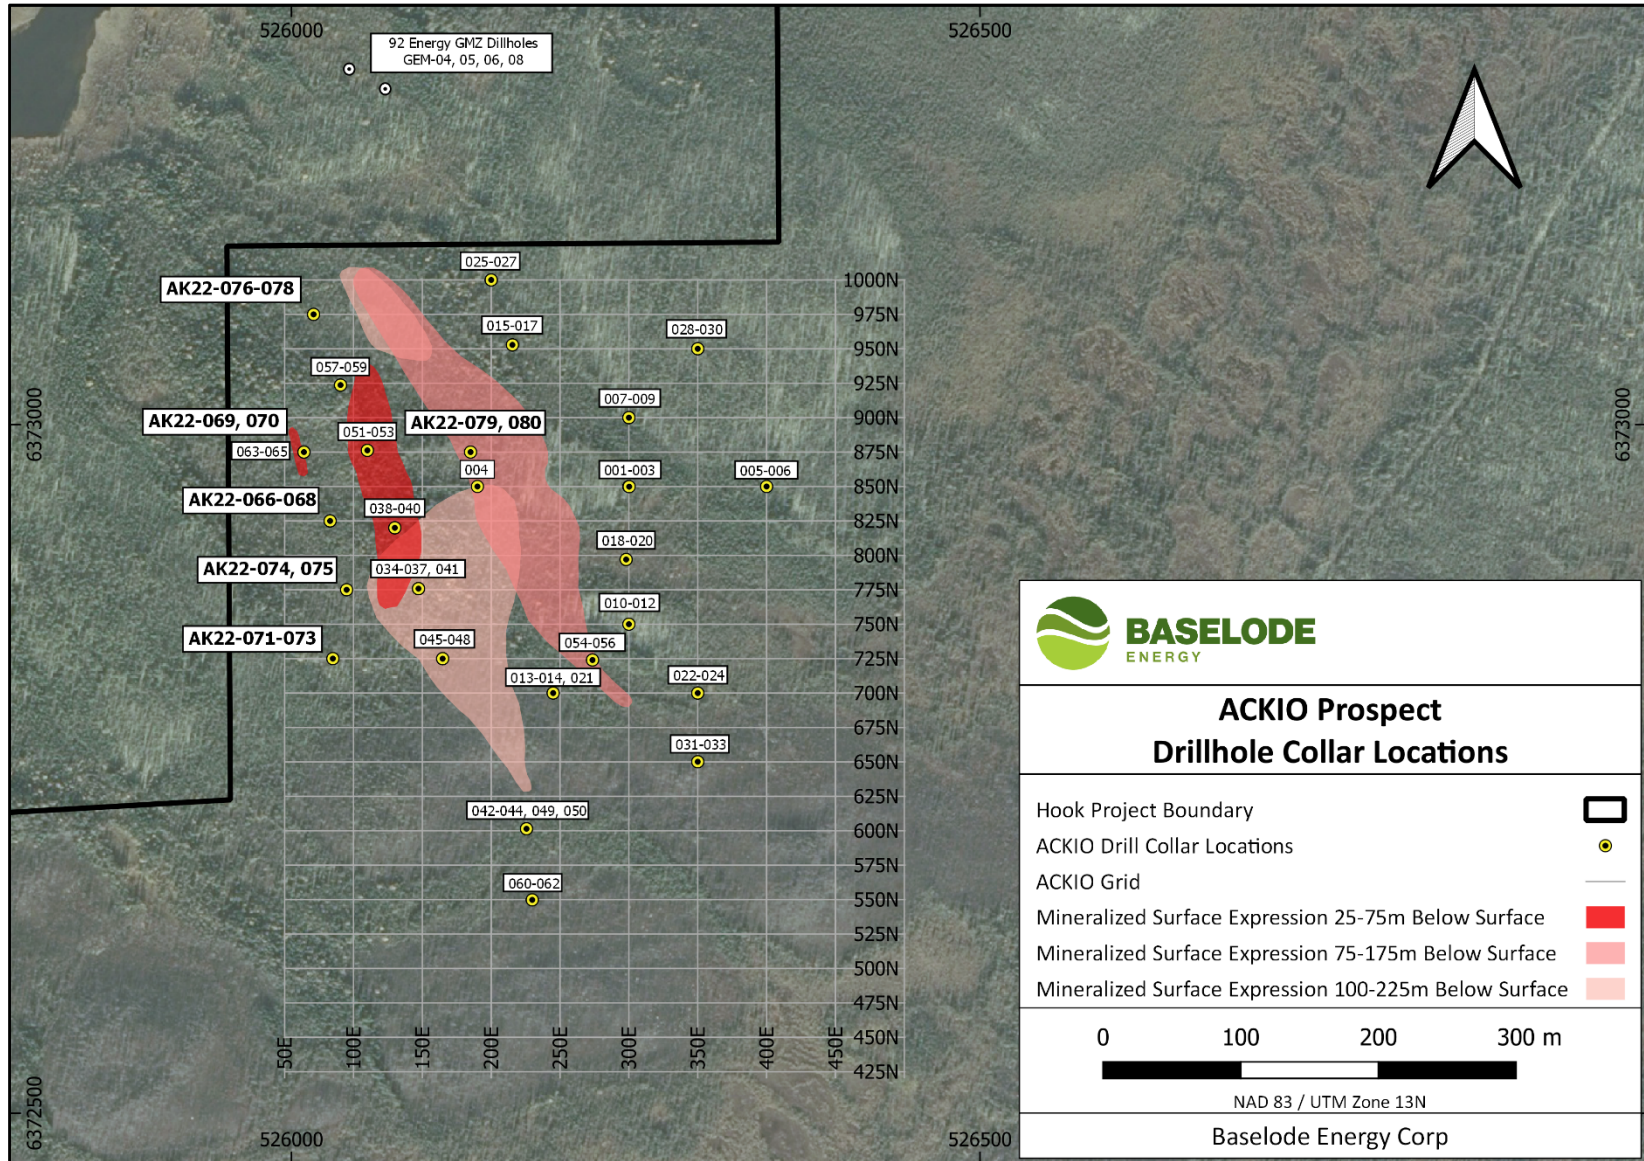 526000
526500
92 Energy GMZ Dillholes
GEM-04, 05, 06, 08
025-027
1000N
AK22-076-078
975N
015-017
028-030
950N
057-059
925N
007-009
6373000
6373000
900N
AK22-069, 070
AK22-079, 080
051-053
063-065
875N
004
001-003
005-006
850N
AK22-066-068
038-040
825N
018-020
800N
AK22-074, 075
034-037, 041
775N
010-012
750N
AK22-071-073
045-048
054-056
725N
013-014, 021
022-024
700N
675N
031-033
650N
625N
042-044, 049, 050
600N
575N
060-062
550N
525N
500N
475N
450N
425N
50E
100E
150E
200E
250E
300E
350E
400E
450E
6372500
526000
526500
BASELODE
ENERGY
ACKIO Prospect
Drillhole Collar Locations
Hook Project Boundary
ACKIO Drill Collar Locations
ACKIO Grid
Mineralized Surface Expression 25-75m Below Surface
Mineralized Surface Expression 75-175m Below Surface
Mineralized Surface Expression 100-225m Below Surface
0 100 200 300 m
NAD 83 / UTM Zone 13N
Baselode Energy Corp